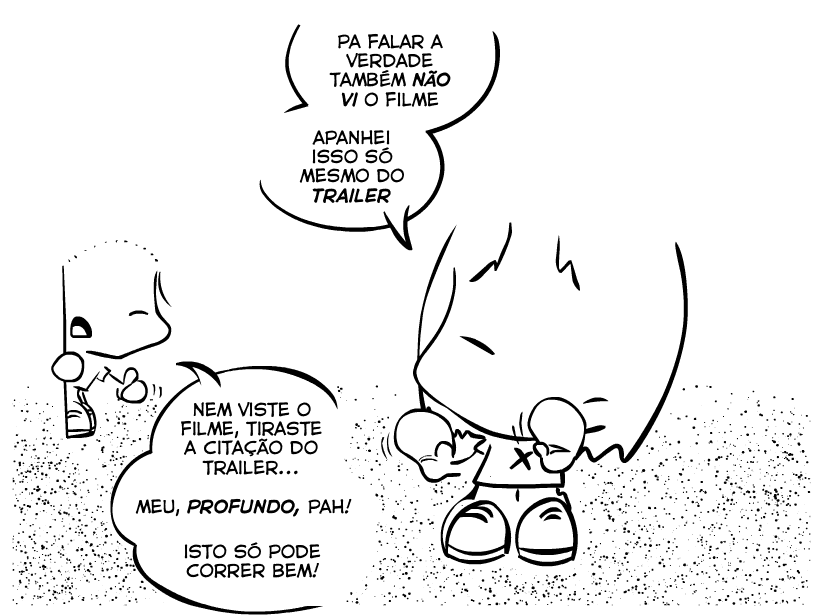 PA FALAR A
VERDADE
TAMBÉM NÃO
VI O FILME
APANHEI
ISSO SÓ
MESMO DO
TRAILER
NEM VISTE O
FILME, TIRASTE
A CITAÇÃO DO
TRAILER...
MEU, PROFUNDO, PAH!
ISTO SÓ PODE
CORRER BEM!
X